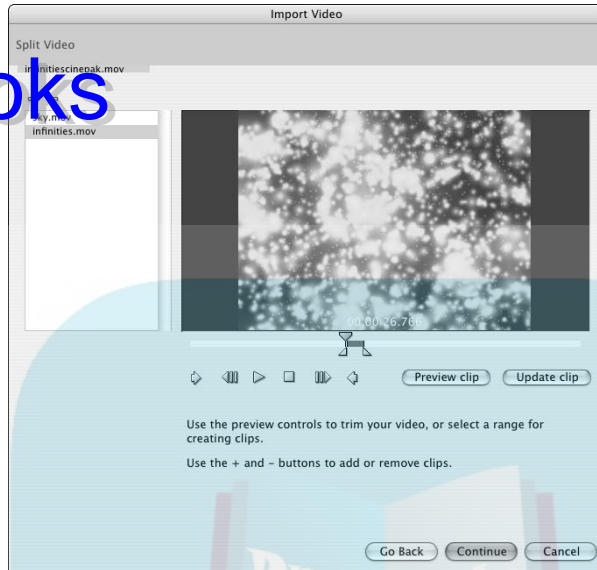 Import Video
Split Video
infinitiescinepak.mov
oks
sky.mov
infinities.mov
00:00:26.766
Preview clip
Update clip
Use the preview controls to trim your video, or select a range for
creating clips.
Use the + and – buttons to add or remove clips.
Go Back
Continue
Cancel